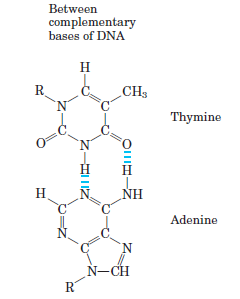 Between
complementary
bases of DNA
H
R C CH₃
N C
Thymine
C C
O N O
H H
H N NH
C C
Adenine
N C
C N
N—CH
R